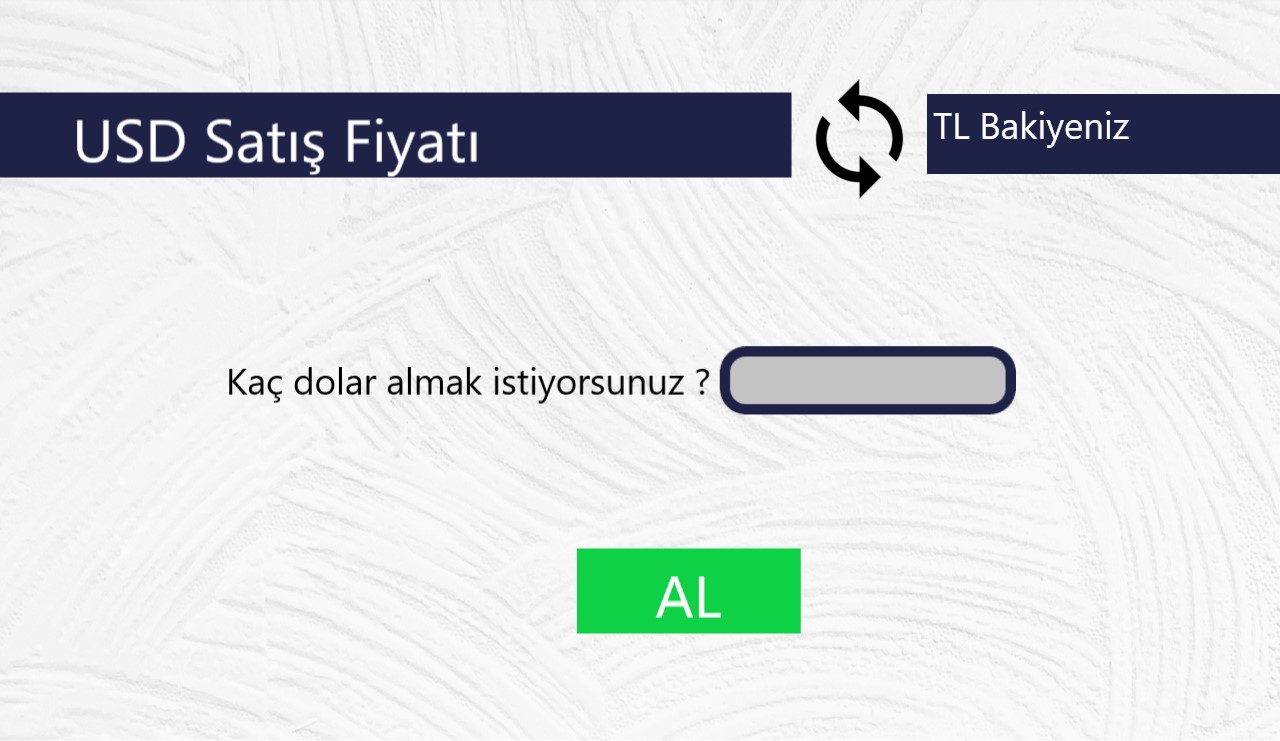 USD Satış Fiyatı
TL Bakiyeniz
Kaç dolar almak istiyorsunuz ?
AL